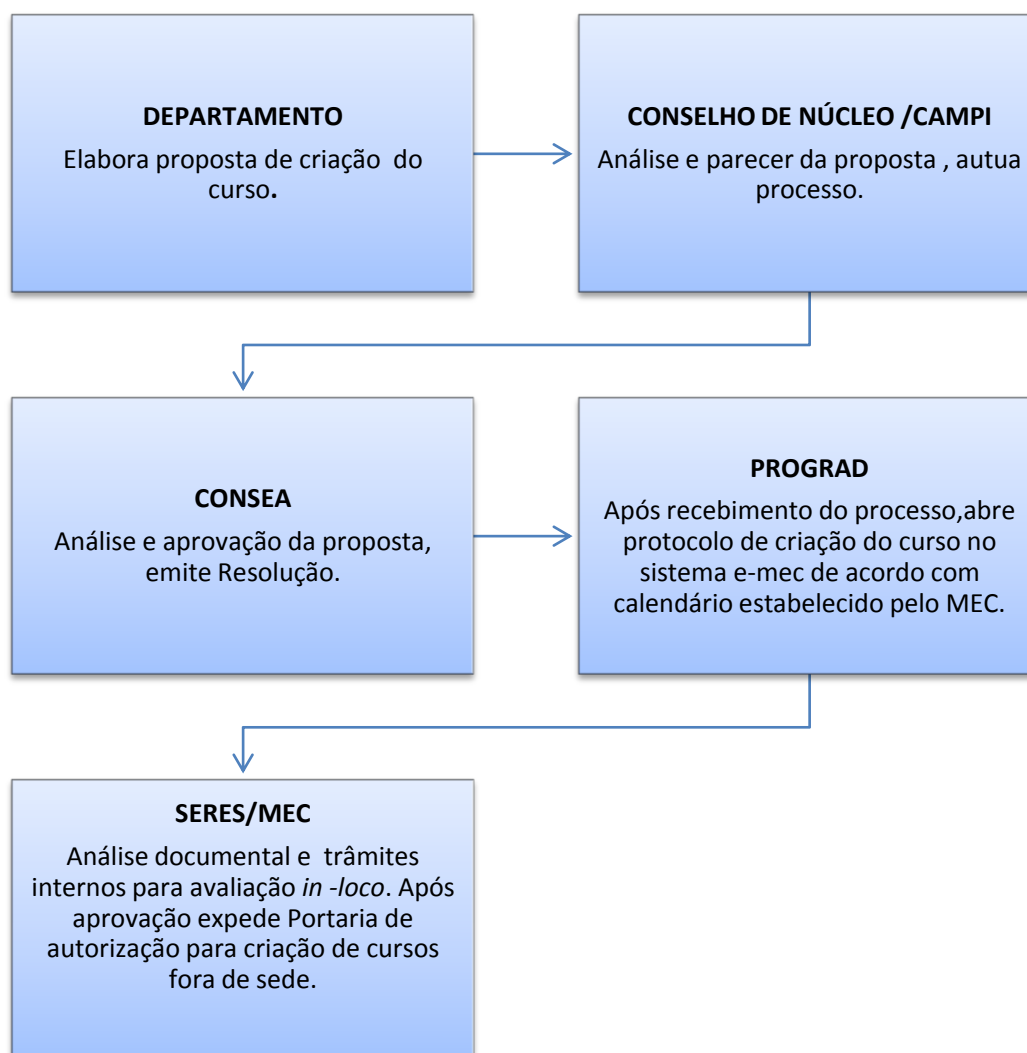 DEPARTAMENTO
Elabora proposta de criação do
curso.
CONSELHO DE NÚCLEO /CAMPI
Análise e parecer da proposta , autua
processo.
CONSEA
Análise e aprovação da proposta,
emite Resolução.
PROGRAD
Após recebimento do processo,abre
protocolo de criação do curso no
sistema e-mec de acordo com
calendário estabelecido pelo MEC.
SERES/MEC
Análise documental e trâmites
internos para avaliação in -loco. Após
aprovação expede Portaria de
autorização para criação de cursos
fora de sede.